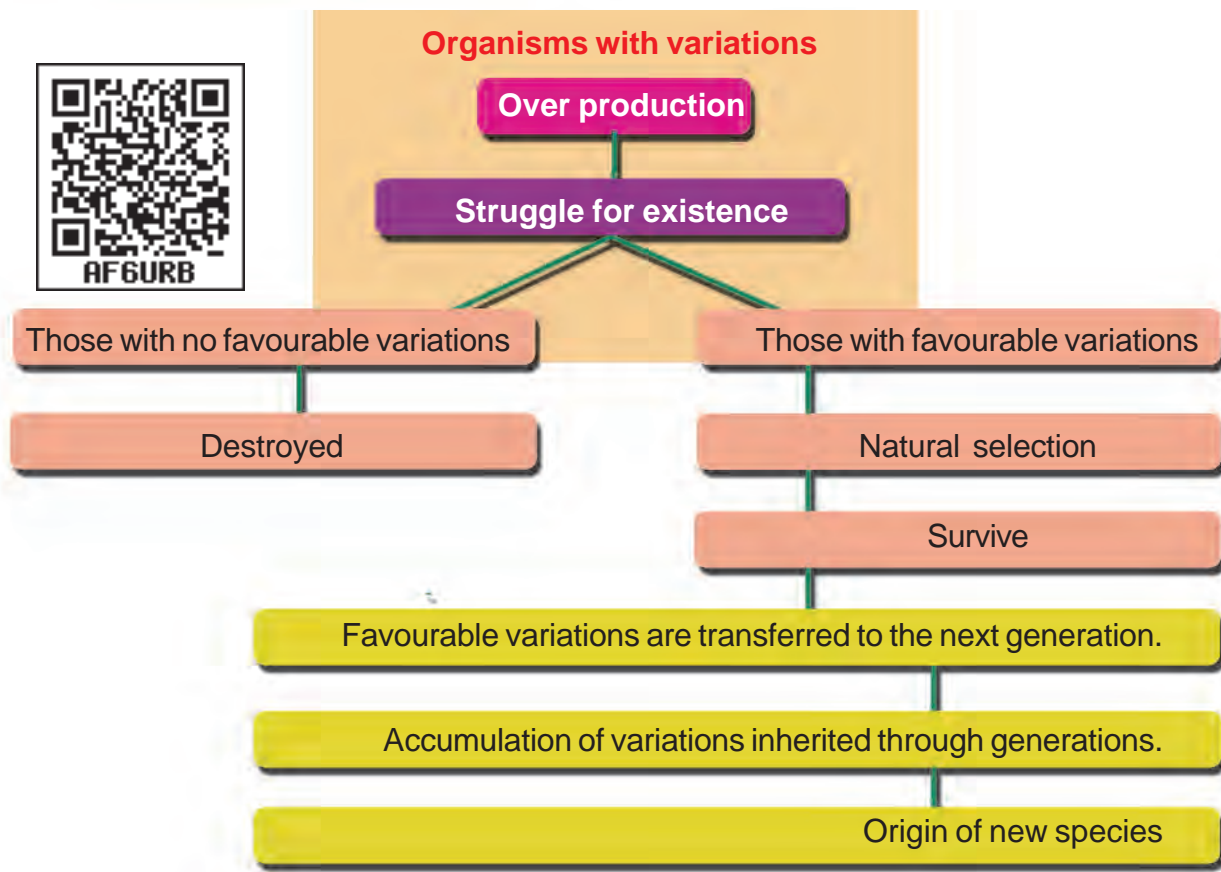 Organisms with variations
Over production
Struggle for existence
AF6URB
Those with no favourable variations
Those with favourable variations
Destroyed
Natural selection
Survive
Favourable variations are transferred to the next generation.
Accumulation of variations inherited through generations.
Origin of new species